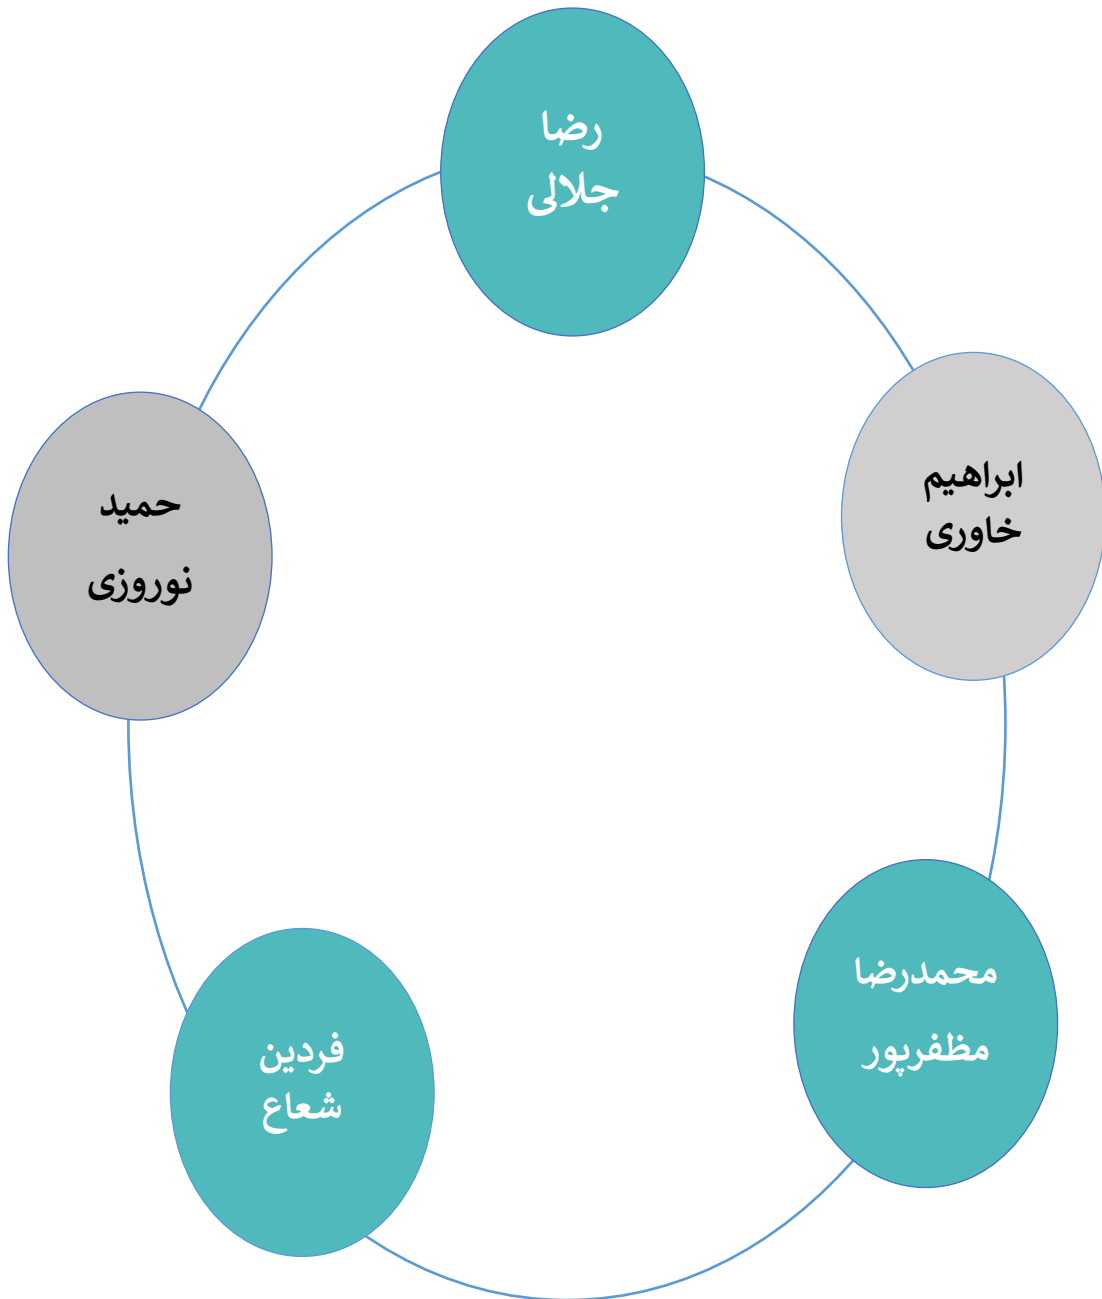 رضا
جلالی
ابراهیم
خاوری
حمید
نوروزی
محمدرضا
مظفرپور
فردین
شعاع